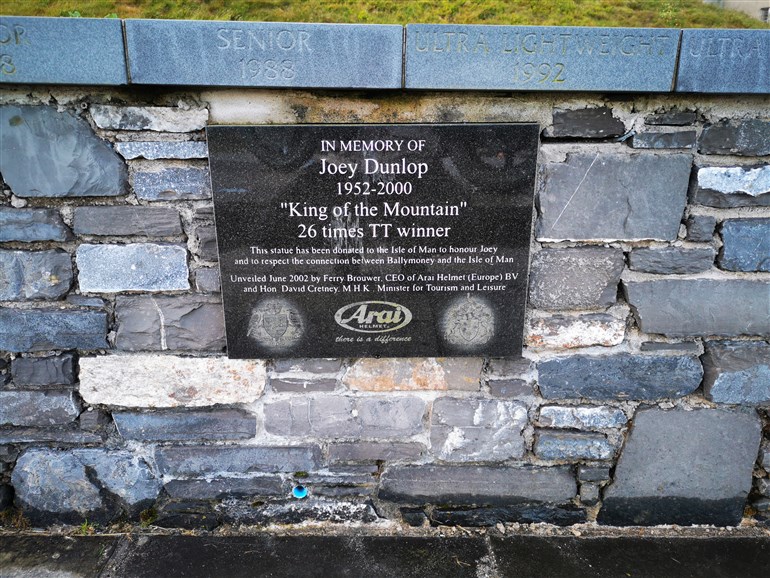 SENIOR
1988
ULTRA LIGHTWEIGHT
1992
ULTRA
IN MEMORY OF
Joey Dunlop
1952-2000
"King of the Mountain"
26 times TT winner
This statue has been donated to the Isle of Man to honour Joey
and to respect the connection between Ballymoney and the Isle of Man
Unveiled June 2002 by Ferry Brouwer, CEO of Arai Helmet (Europe) BV
and Hon. David Cretney, M H K . Minister for Tourism and Leisure
Arai
HELMET
there is a difference